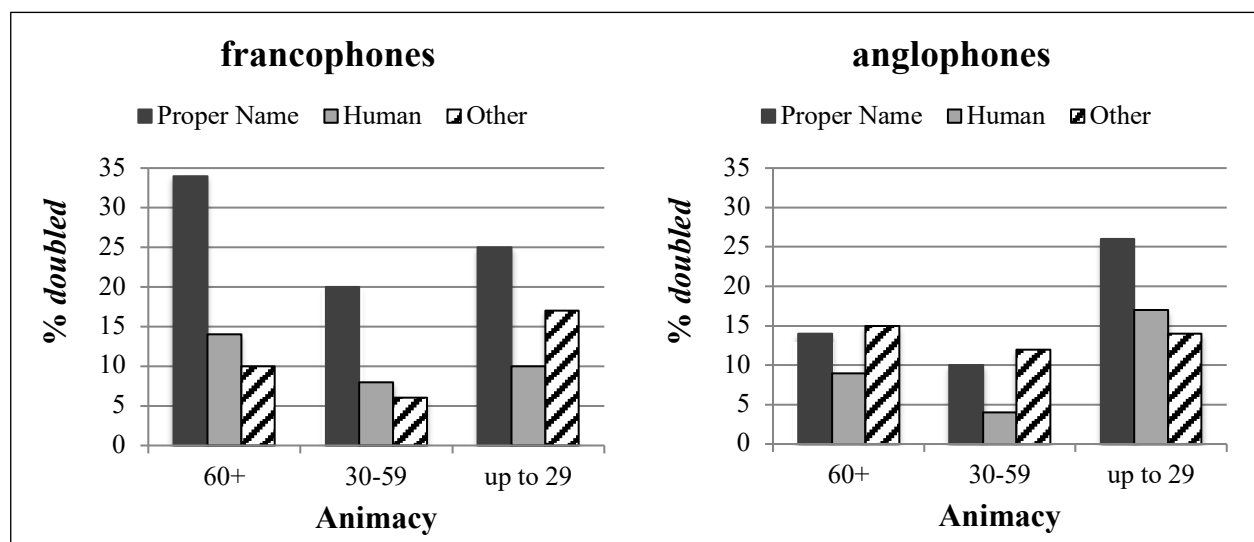 francophones
Proper Name Human Other
% doubled
35
30
25
20
15
10
5
0
60+ 30-59 up to 29
Animacy
anglophones
Proper Name Human Other
% doubled
35
30
25
20
15
10
5
0
60+ 30-59 up to 29
Animacy